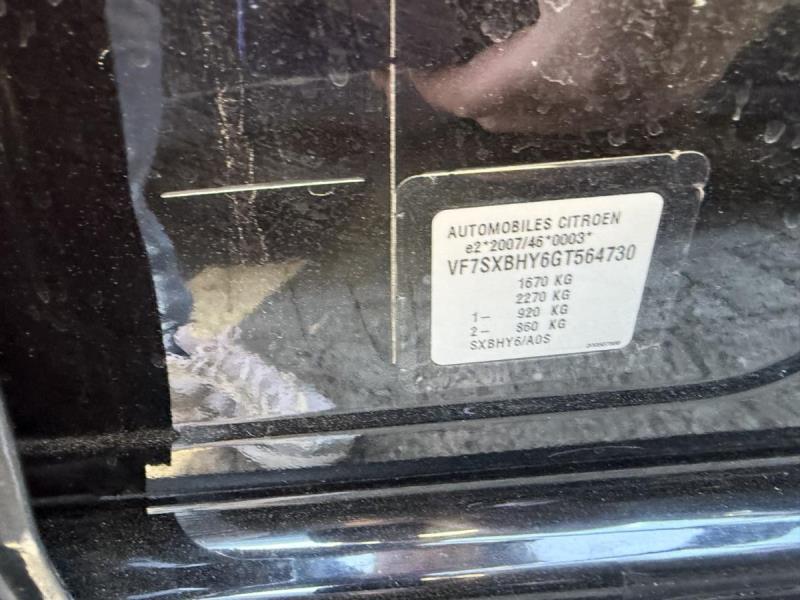 AUTOMOBILES CITROEN
e2*2007/46*0003*
VF7SXBHY6GT564730
1670 KG
2270 KG
1- 920 KG
2- 860 KG
SXBHY6/A0S